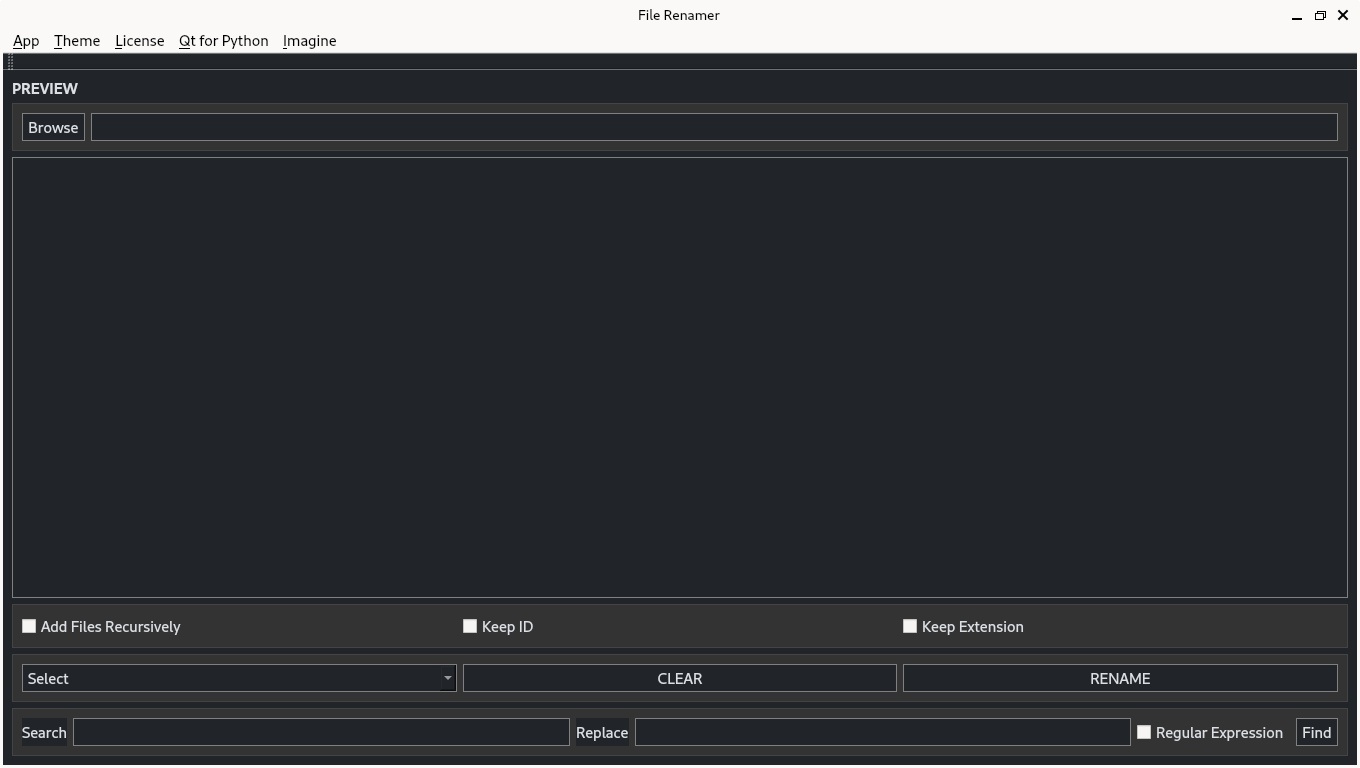 File Renamer
App Theme License Qt for Python Imagine
PREVIEW
Browse
Add Files Recursively Keep ID Keep Extension
Select CLEAR RENAME
Search Replace Regular Expression Find